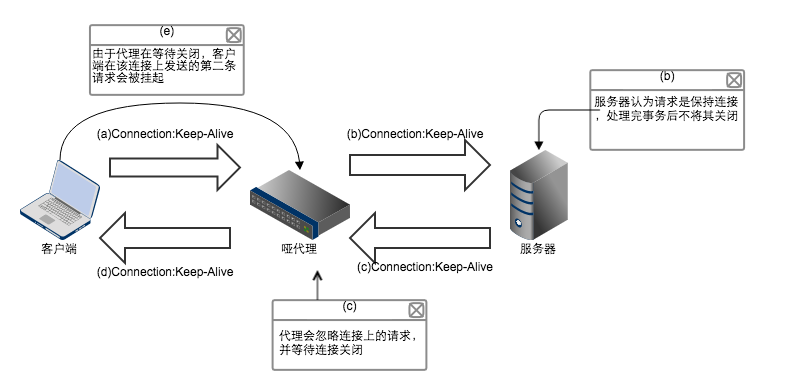 (e)
由于代理在等待关闭，客户
端在该连接上发送的第二条
请求会被挂起
(b)
服务器认为请求是保持连接
，处理完事务后不将其关闭
(a)Connection:Keep-Alive
(b)Connection:Keep-Alive
客户端
哑代理
服务器
(d)Connection:Keep-Alive
(c)Connection:Keep-Alive
(c)
代理会忽略连接上的请求，
并等待连接关闭